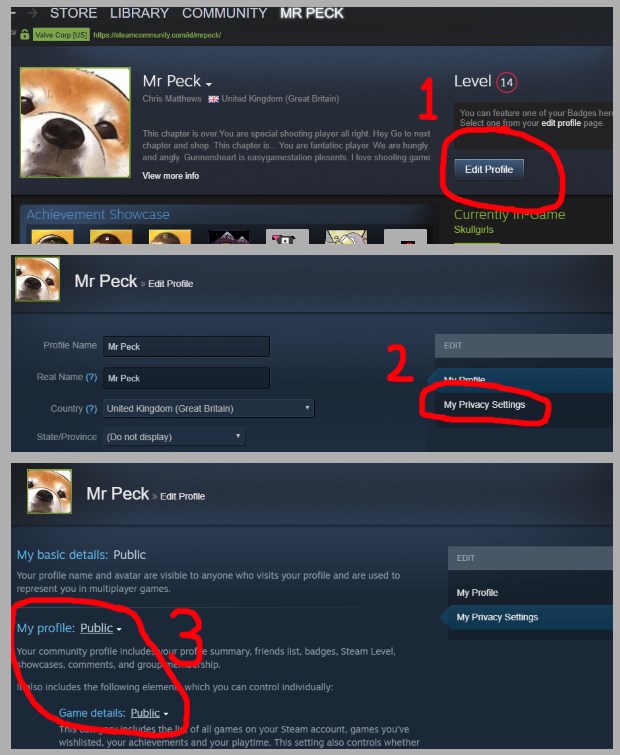 STORE LIBRARY COMMUNITY MR PECK
Valve Corp [US] https://steamcommunity.com/id/mrpeck/
Mr Peck
Chris Matthews United Kingdom (Great Britain)
This chapter is over.You are special shooting player all right. Hey Go to next
chapter and shop. This chapter is... You are fantatioc player. We are hungly
and angly. Gunnersheart is easygamestation plesents. I love shooting game.
View more info
1
Level 14
You can feature one of your Badges here
Select one from your edit profile page.
Edit Profile
Achievement Showcase
Currently In-Game
Skullgirls
Mr Peck » Edit Profile
Profile Name Mr Peck
Real Name (?) Mr Peck
Country (?) United Kingdom (Great Britain)
State/Province (Do not display)
2
EDIT
My Profile
My Privacy Settings
Mr Peck » Edit Profile
My basic details: Public
Your profile name and avatar are visible to anyone who visits your profile and are used to
represent you in multiplayer games.
EDIT
My Profile
My Privacy Settings
3
My profile: Public
Your community profile includes your profile summary, friends list, badges, Steam Level,
showcases, comments, and group membership.
It also includes the following elements which you can control individually:
Game details: Public
This category includes the list of all games on your Steam account, games you've
wishlisted, your achievements and your playtime. This setting also controls whether